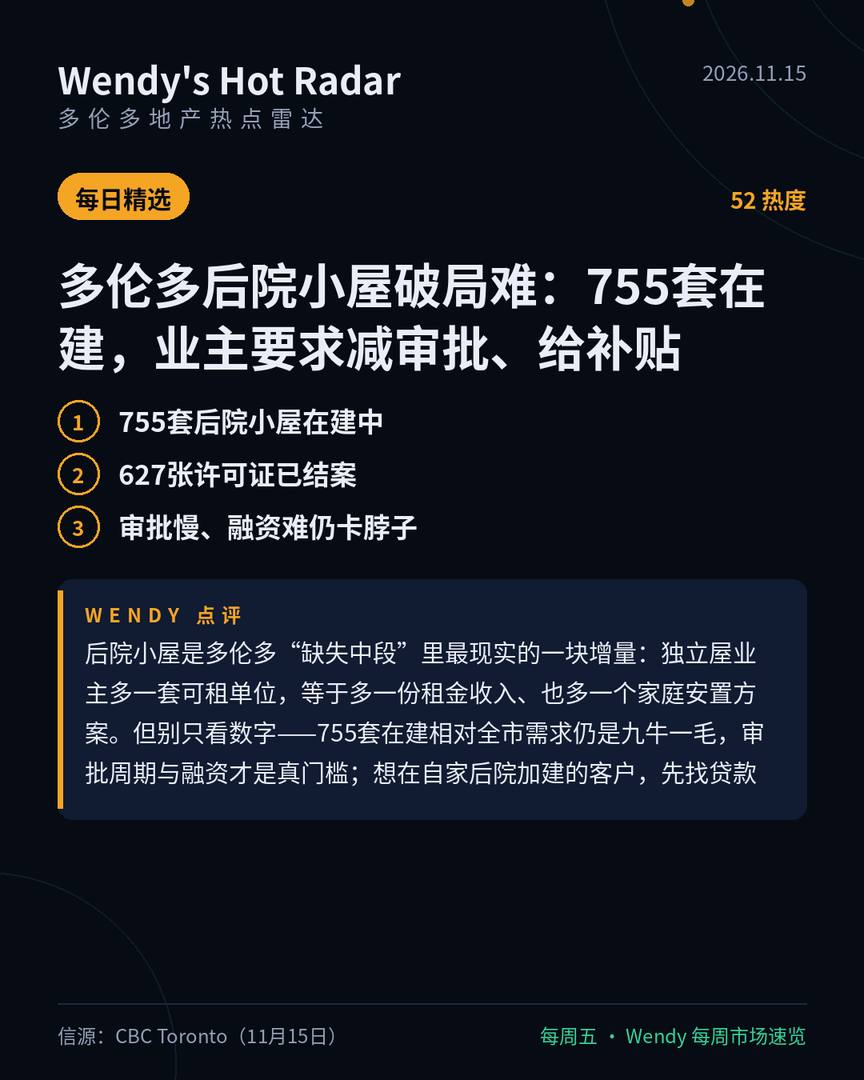 Wendy's Hot Radar
2026.11.15
多伦多地产热点雷达
每日精选
52 热度
多伦多后院小屋破局难：755套在
建，业主要求减审批、给补贴
1 755套后院小屋在建中
2 627张许可证已结案
3 审批慢、融资难仍卡脖子
WENDY 点评
后院小屋是多伦多“缺失中段”里最现实的一块增量：独立屋业
主多一套可租单位，等于多一份租金收入、也多一个家庭安置方
案。但别只看数字——755套在建相对全市需求仍是九牛一毛，审
批周期与融资才是真门槛；想在自家后院加建的客户，先找贷款
信源：CBC Toronto（11月15日）
每周五 · Wendy 每周市场速览